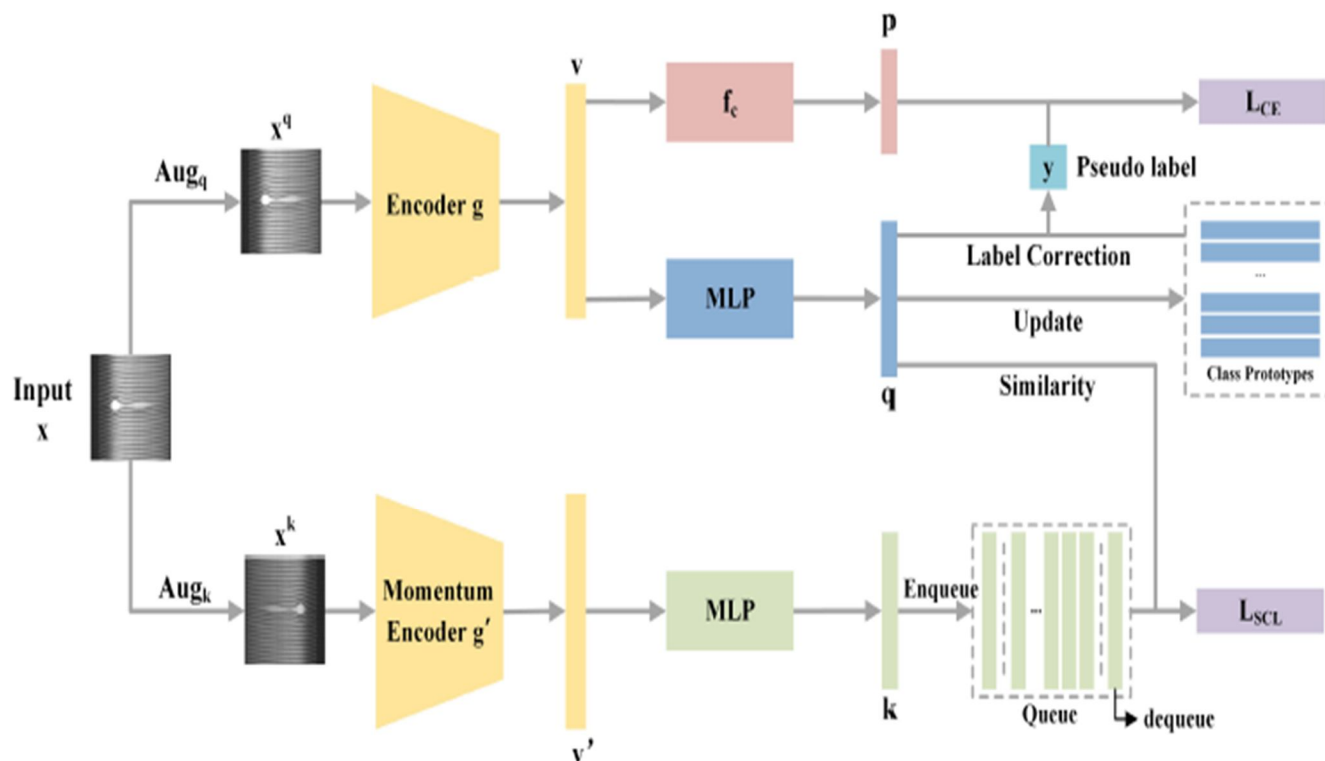 p
v
f_c
L_CE
x^q
Aug_q
y
Pseudo label
Encoder g
Label Correction
...
MLP
Update
Class Prototypes
q
Similarity
Input
x
x^k
Aug_k
Momentum
Encoder g′
MLP
Enqueue
...
L_SCL
k
Queue
dequeue
v′